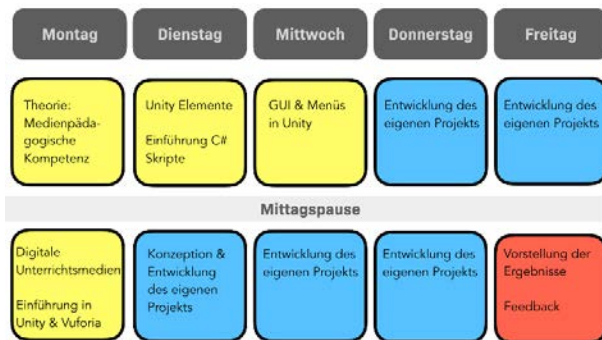 Montag
Dienstag
Mittwoch
Donnerstag
Freitag
Theorie:
Medienpäda-
gogische
Kompetenz
Unity Elemente
Einführung C#
Skripte
GUI & Menüs
in Unity
Entwicklung des
eigenen Projekts
Entwicklung des
eigenen Projekts
Mittagspause
Digitale
Unterrichtsmedien
Einführung in
Unity & Vuforia
Konzeption &
Entwicklung
des eigenen
Projekts
Entwicklung des
eigenen Projekts
Entwicklung des
eigenen Projekts
Vorstellung der
Ergebnisse
Feedback